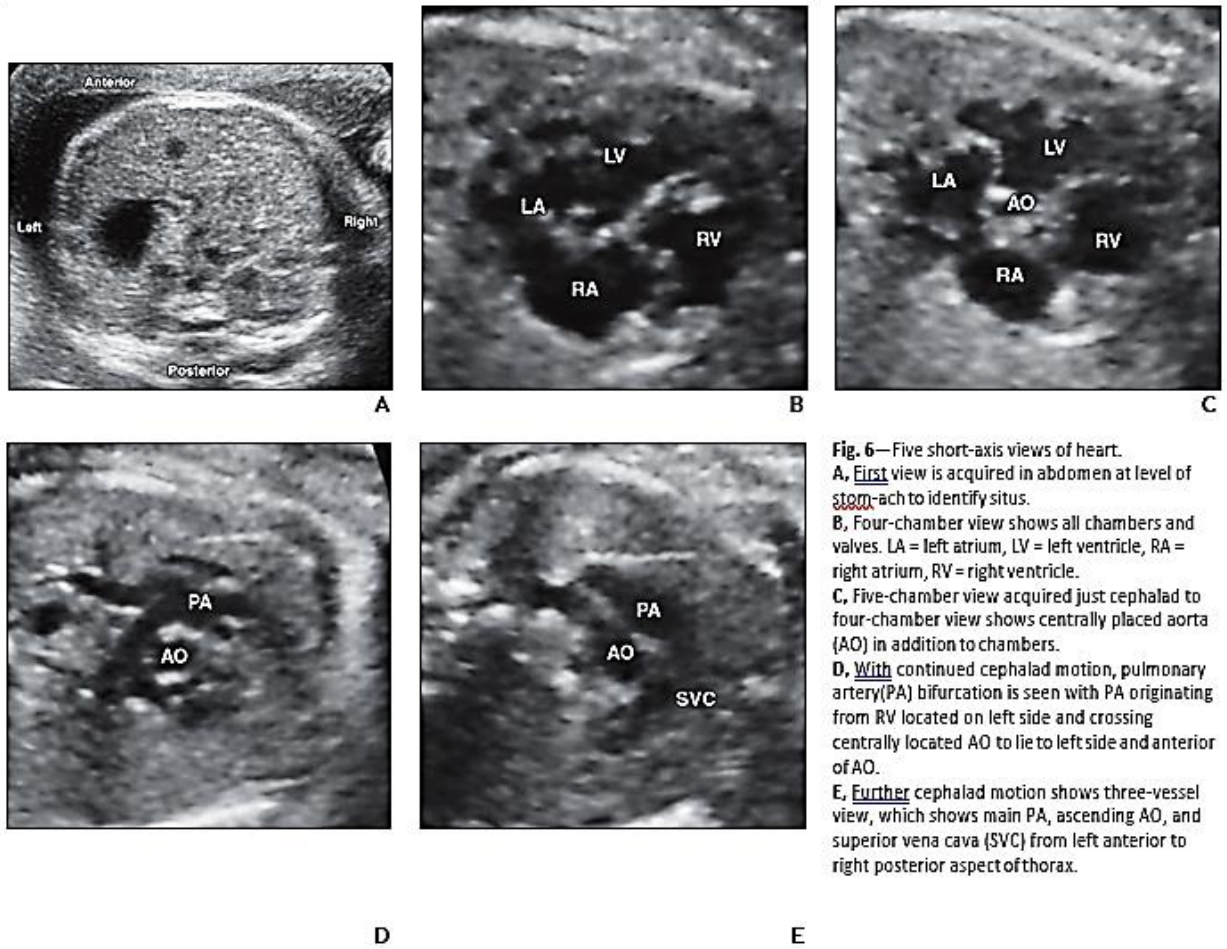 Anterior
Left
Right
Posterior
A
LV
LA
RV
RA
B
LV
LA
AO
RV
RA
C
PA
AO
D
PA
AO
SVC
E
Fig. 6—Five short-axis views of heart.
A, First view is acquired in abdomen at level of
stom-ach to identify situs.
B, Four-chamber view shows all chambers and
valves. LA = left atrium, LV = left ventricle, RA =
right atrium, RV = right ventricle.
C, Five-chamber view acquired just cephalad to
four-chamber view shows centrally placed aorta
(AO) in addition to chambers.
D, With continued cephalad motion, pulmonary
artery(PA) bifurcation is seen with PA originating
from RV located on left side and crossing
centrally located AO to lie to left side and anterior
of AO.
E, Further cephalad motion shows three-vessel
view, which shows main PA, ascending AO, and
superior vena cava (SVC) from left anterior to
right posterior aspect of thorax.